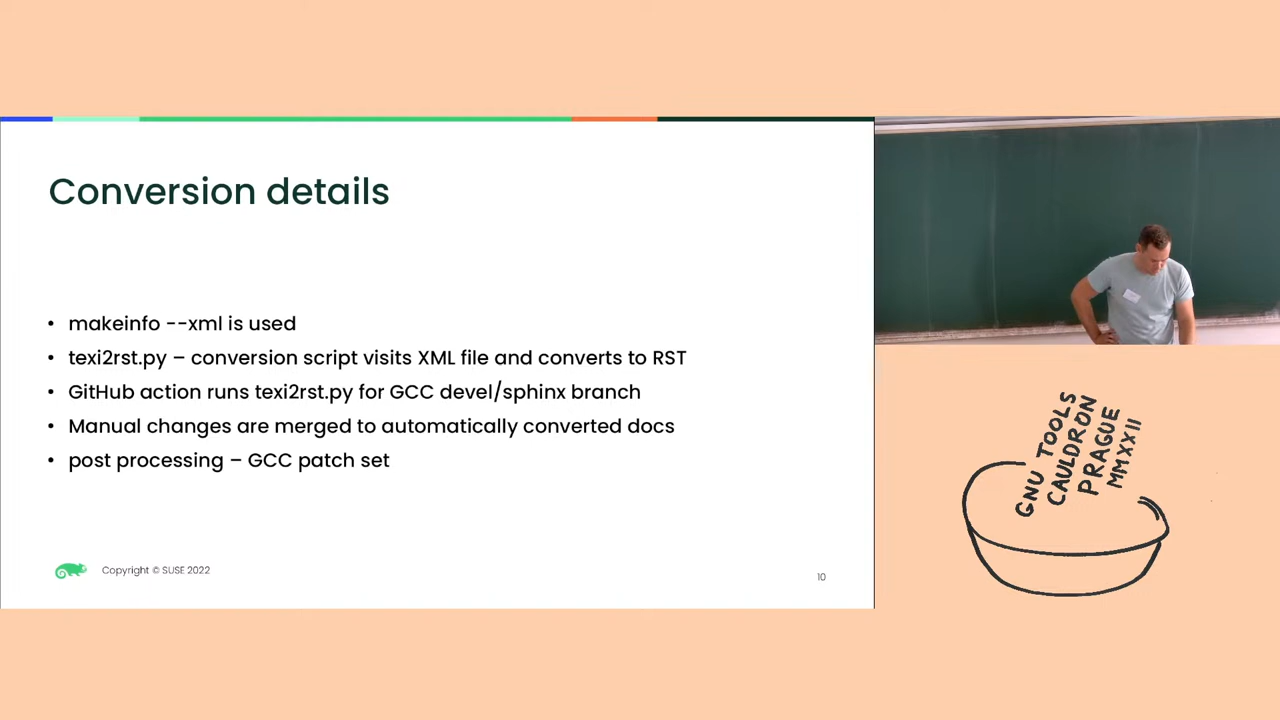 Conversion details
• makeinfo --xml is used
• texi2rst.py – conversion script visits XML file and converts to RST
• GitHub action runs texi2rst.py for GCC devel/sphinx branch
• Manual changes are merged to automatically converted docs
• post processing – GCC patch set
Copyright © SUSE 2022
10
GNU TOOLS
CAULDRON
PRAGUE
MMXXII